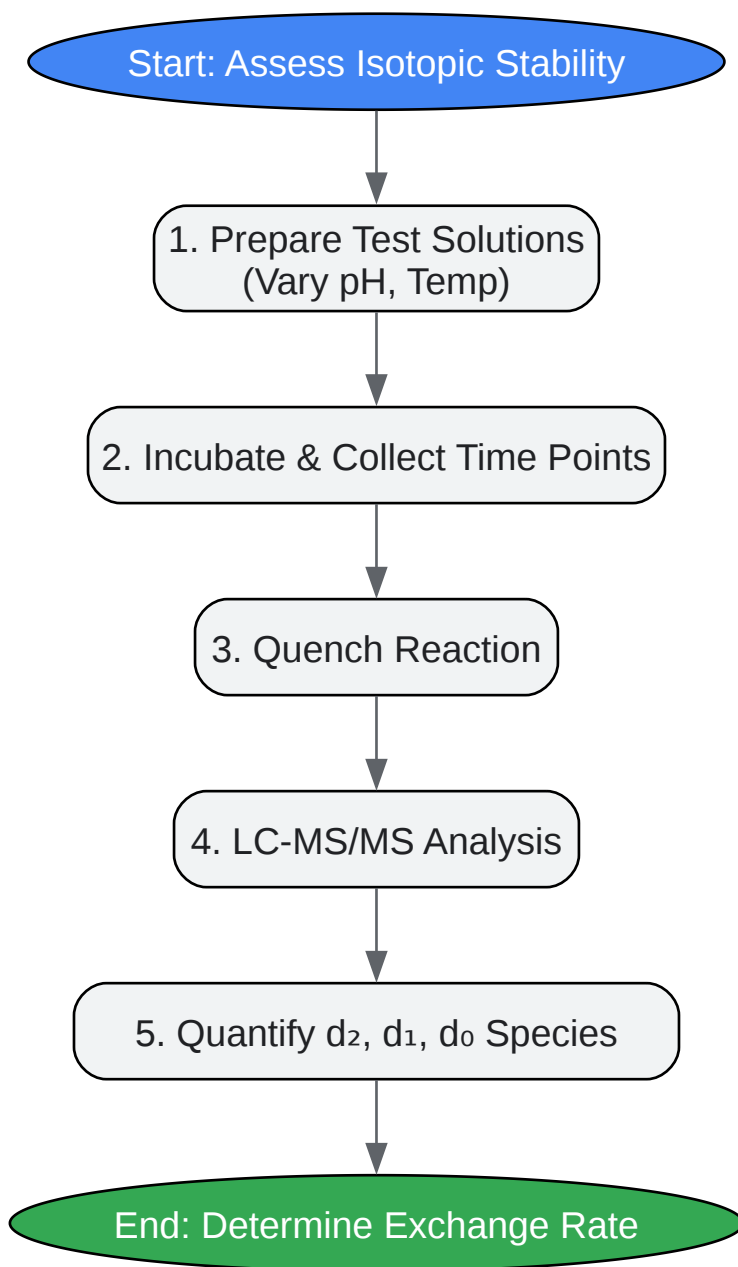 Start: Assess Isotopic Stability
1. Prepare Test Solutions
(Vary pH, Temp)
2. Incubate & Collect Time Points
3. Quench Reaction
4. LC-MS/MS Analysis
5. Quantify d₂, d₁, d₀ Species
End: Determine Exchange Rate